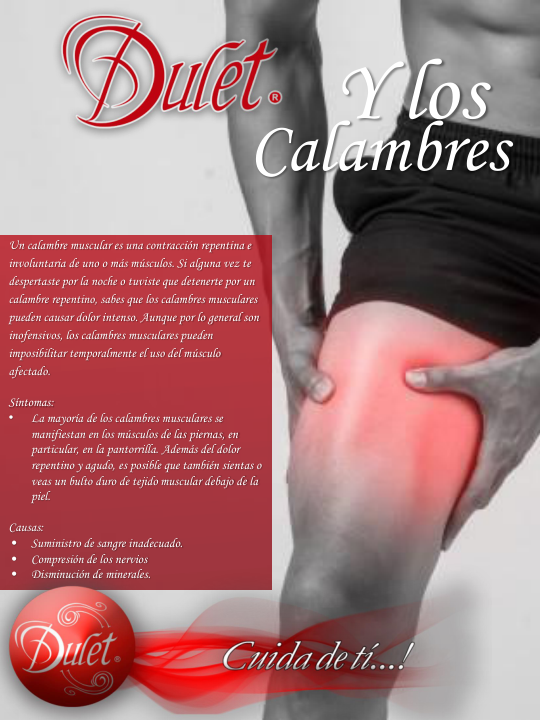 Dulet®
Y los
Calambres
Un calambre muscular es una contracción repentina e
involuntaria de uno o más músculos. Si alguna vez te
despertaste por la noche o tuviste que detenerte por un
calambre repentino, sabes que los calambres musculares
pueden causar dolor intenso. Aunque por lo general son
inofensivos, los calambres musculares pueden
imposibilitar temporalmente el uso del músculo
afectado.
Síntomas:
• La mayoría de los calambres musculares se
manifiestan en los músculos de las piernas, en
particular, en la pantorrilla. Además del dolor
repentino y agudo, es posible que también sientas o
veas un bulto duro de tejido muscular debajo de la
piel.
Causas:
• Suministro de sangre inadecuado.
• Compresión de los nervios
• Disminución de minerales.
Dulet®
Cuida de tí...!